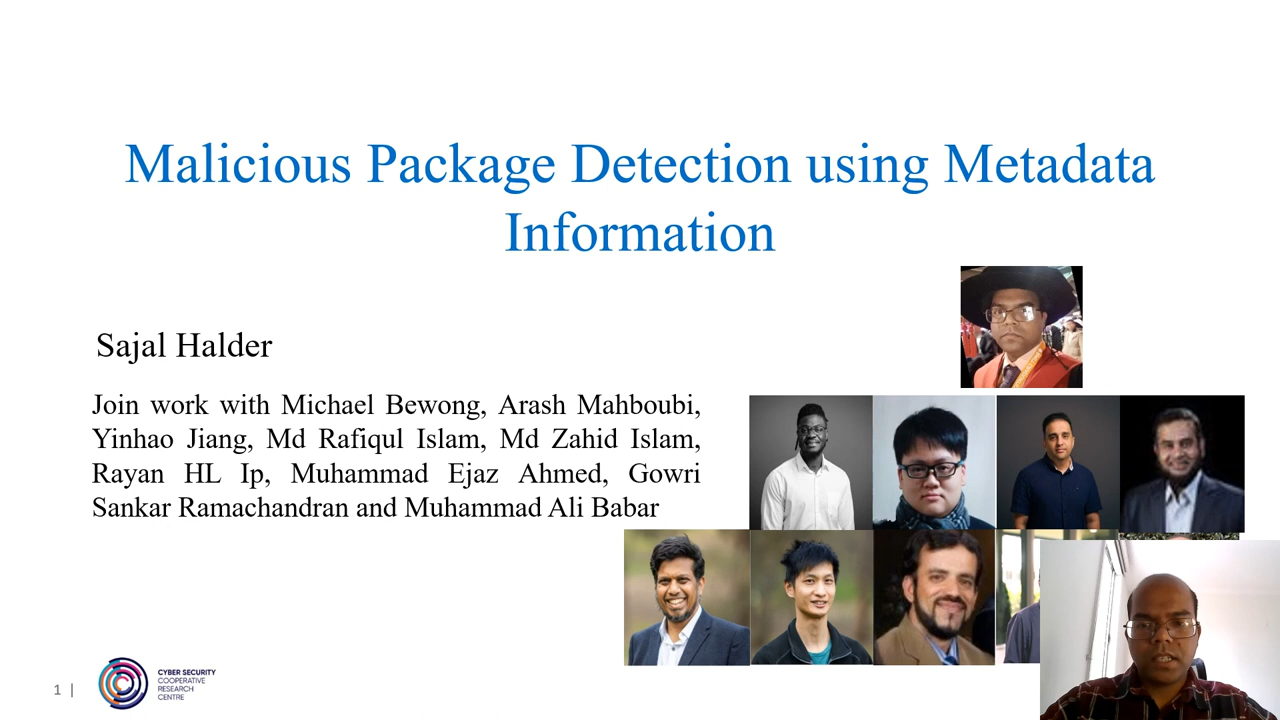 Malicious Package Detection using Metadata
Information
Sajal Halder
Join work with Michael Bewong, Arash Mahboubi,
Yinhao Jiang, Md Rafiqul Islam, Md Zahid Islam,
Rayan HL Ip, Muhammad Ejaz Ahmed, Gowri
Sankar Ramachandran and Muhammad Ali Babar
1 |
CYBER SECURITY
COOPERATIVE
RESEARCH
CENTRE